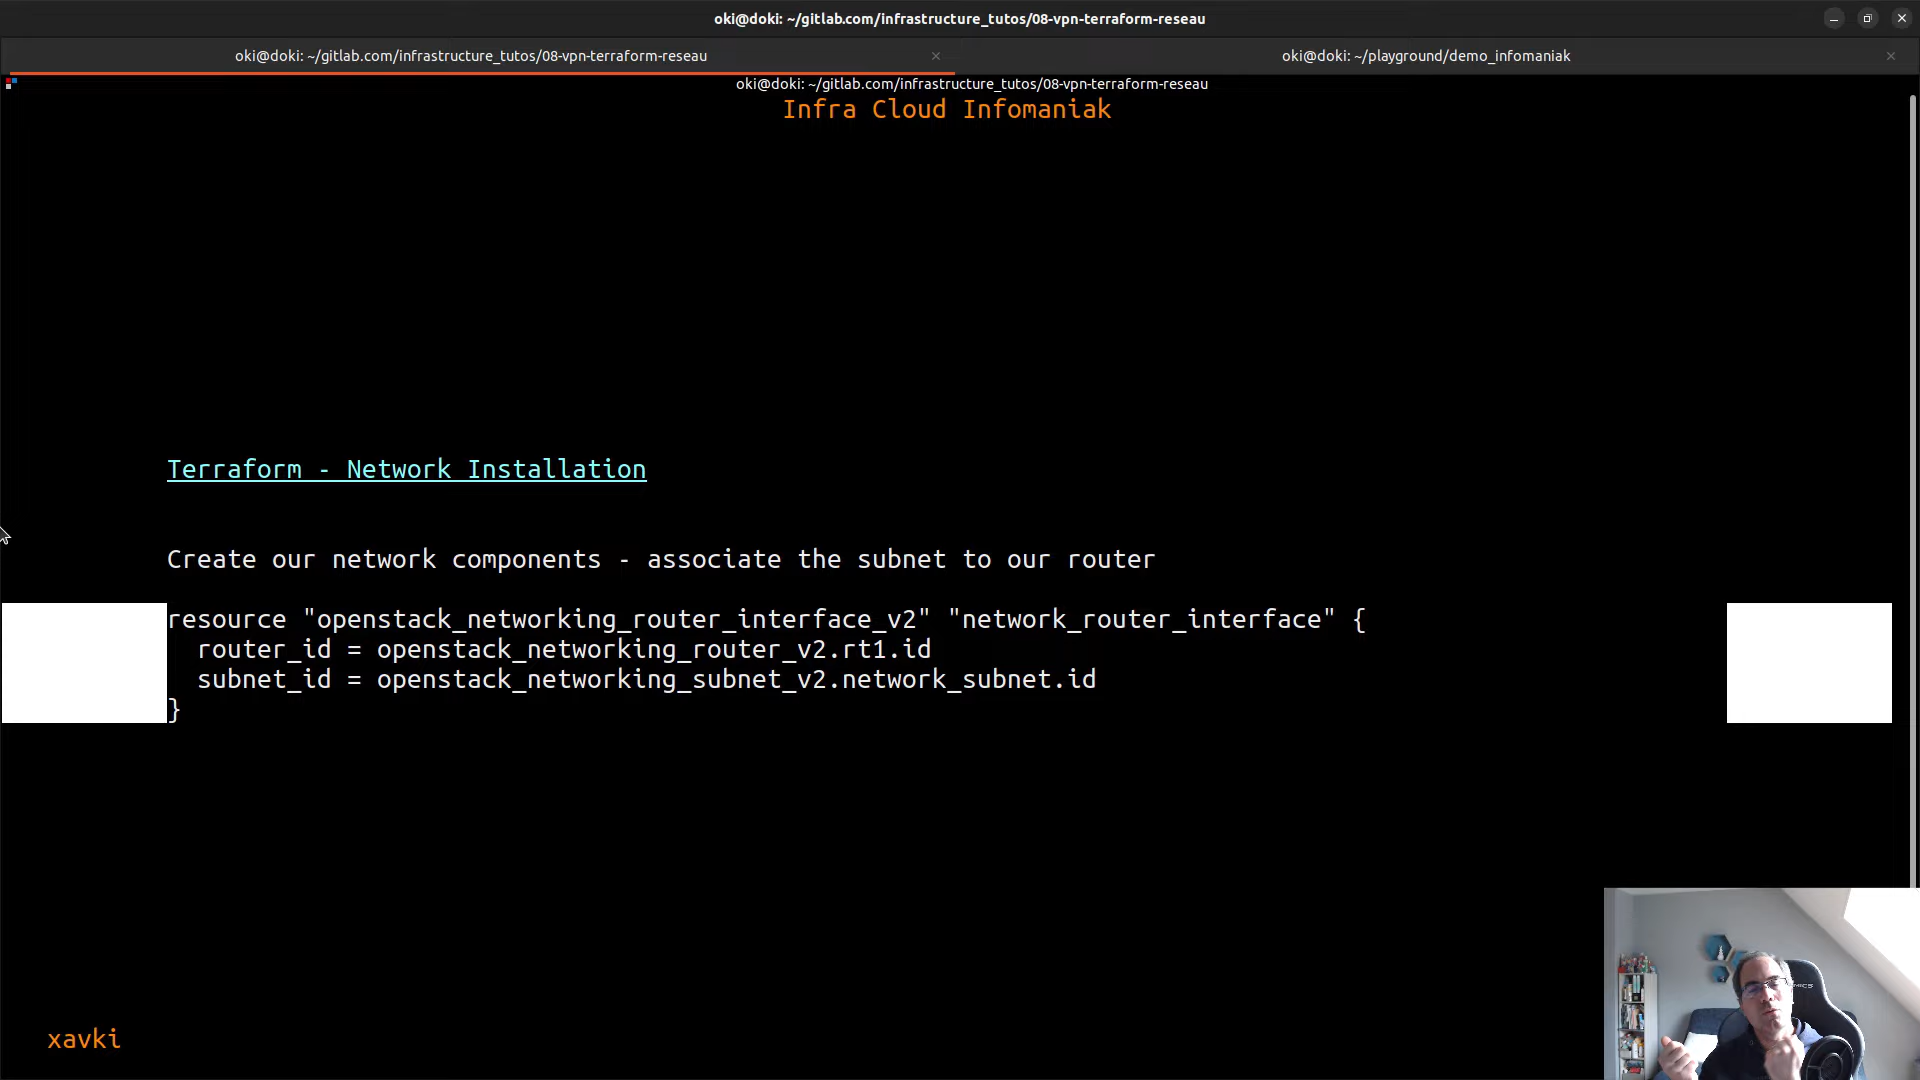 oki@doki: ~/gitlab.com/infrastructure_tutos/08-vpn-terraform-reseau
oki@doki: ~/gitlab.com/infrastructure_tutos/08-vpn-terraform-reseau
oki@doki: ~/playground/demo_infomaniak
oki@doki: ~/gitlab.com/infrastructure_tutos/08-vpn-terraform-reseau
Infra Cloud Infomaniak
Terraform - Network Installation
Create our network components - associate the subnet to our router
resource "openstack_networking_router_interface_v2" "network_router_interface" {
  router_id = openstack_networking_router_v2.rt1.id
  subnet_id = openstack_networking_subnet_v2.network_subnet.id
}
xavki